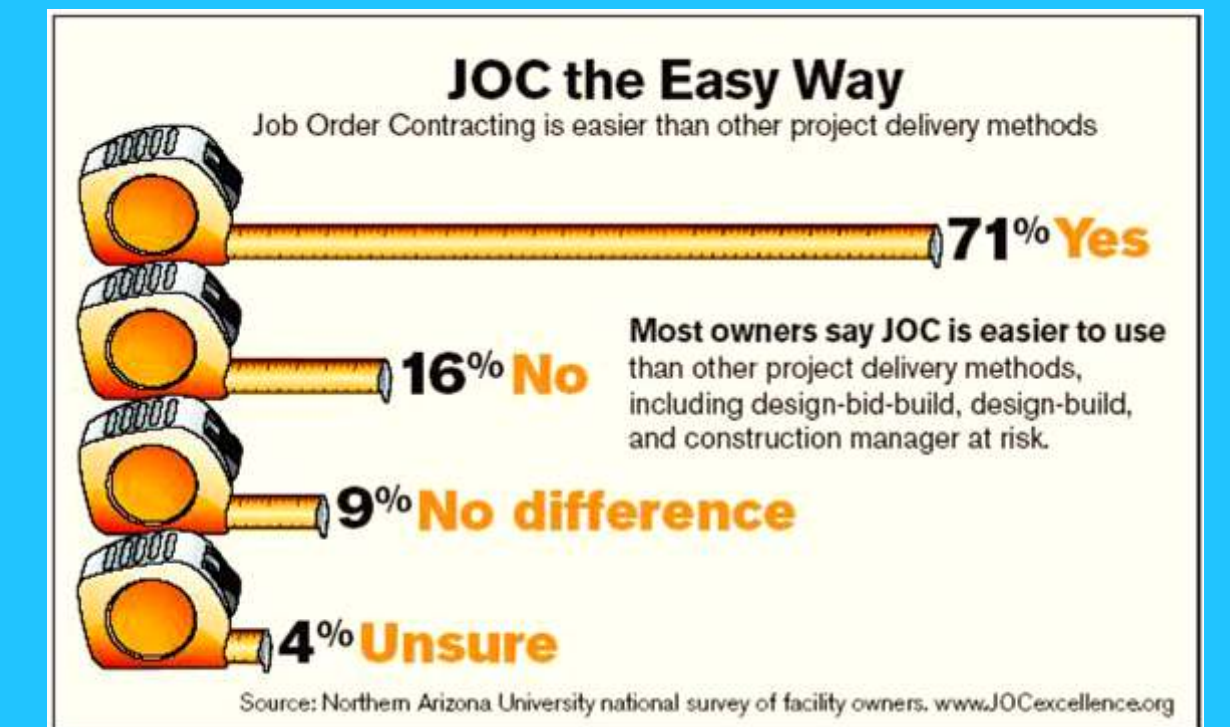 JOC the Easy Way
Job Order Contracting is easier than other project delivery methods
71% Yes
16% No
Most owners say JOC is easier to use
than other project delivery methods,
including design-bid-build, design-build,
and construction manager at risk.
9% No difference
4% Unsure
Source: Northern Arizona University national survey of facility owners. www.JOCexcellence.org